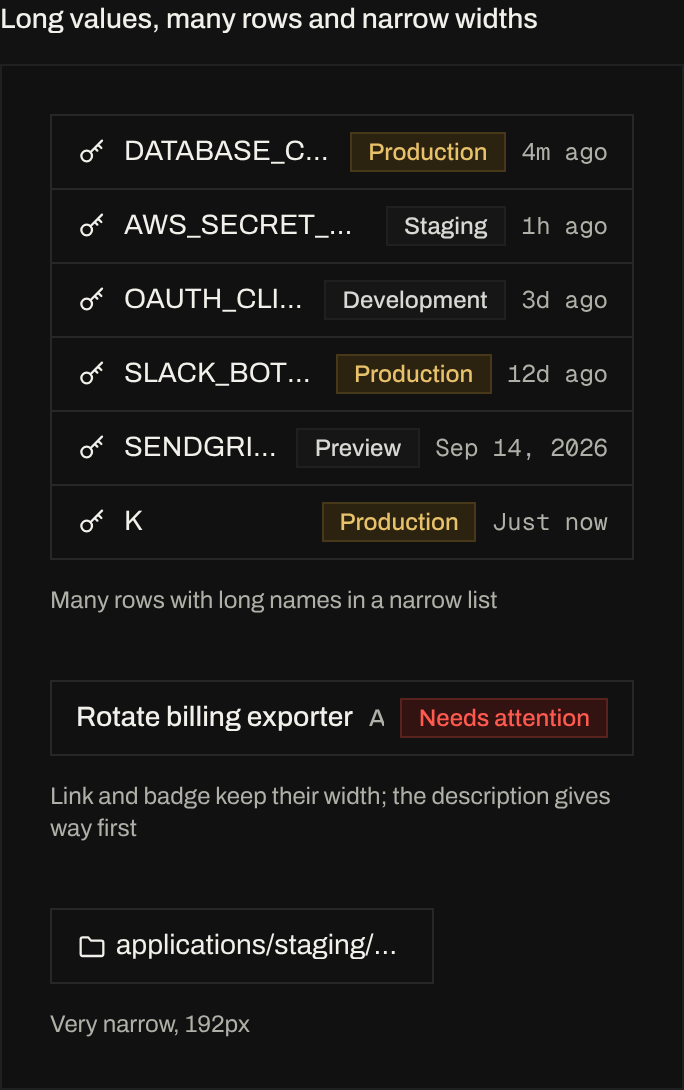 Long values, many rows and narrow widths
DATABASE_C... Production 4m ago
AWS_SECRET_... Staging 1h ago
OAUTH_CLI... Development 3d ago
SLACK_BOT... Production 12d ago
SENDGRI... Preview Sep 14, 2026
K Production Just now
Many rows with long names in a narrow list
Rotate billing exporter A Needs attention
Link and badge keep their width; the description gives
way first
applications/staging/...
Very narrow, 192px